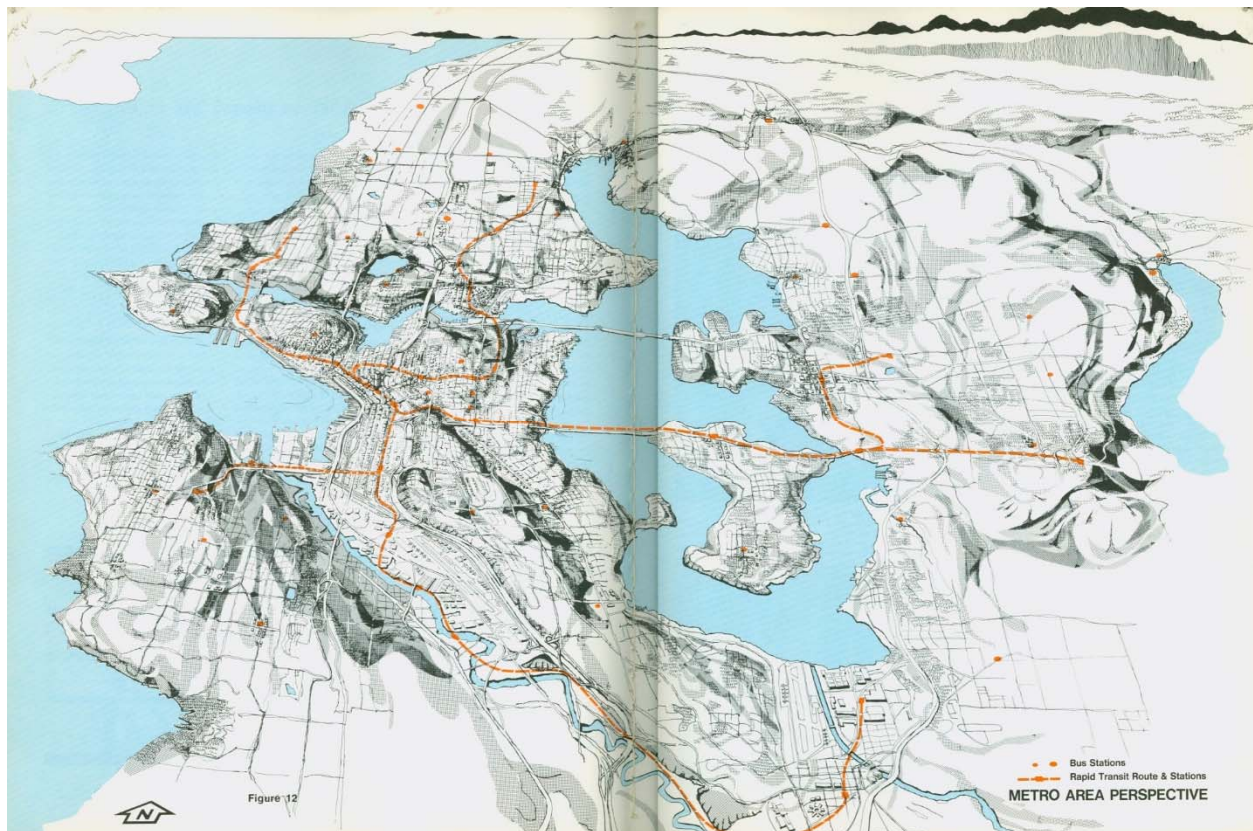 Bus Stations
Rapid Transit Route & Stations
METRO AREA PERSPECTIVE
Figure 12
N